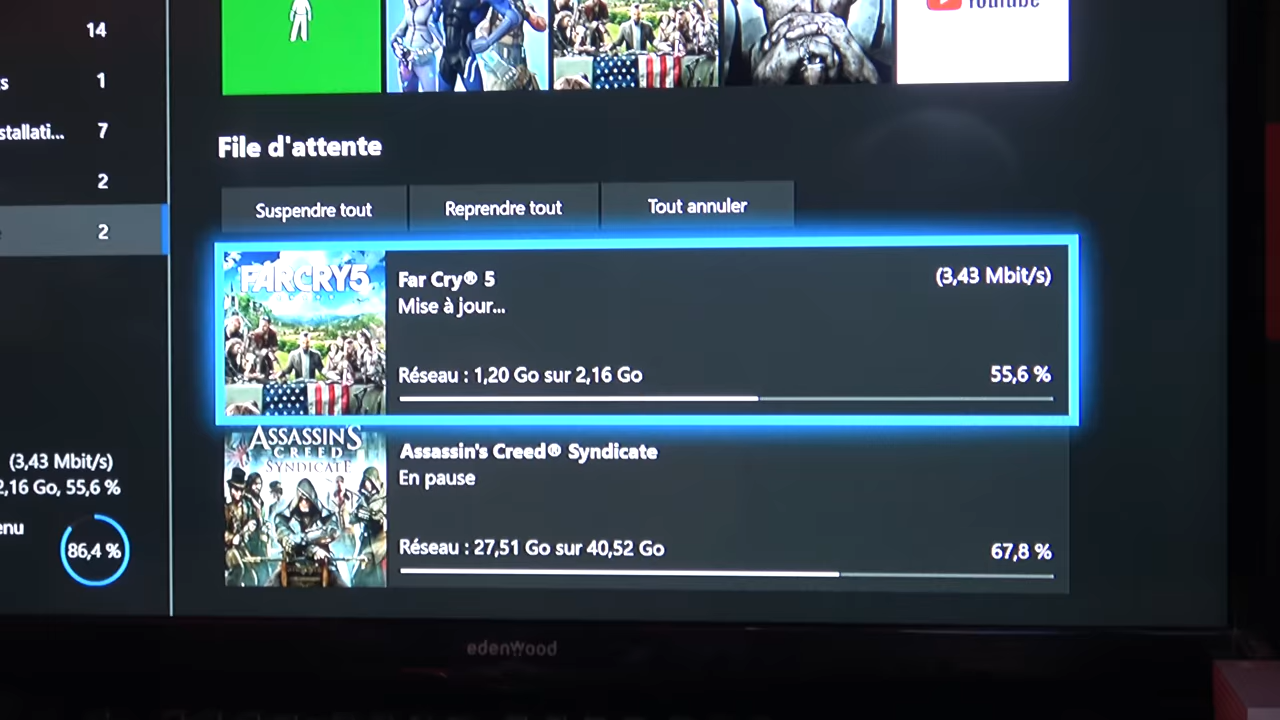 YouTube
14
1
7
2
2
File d'attente
Suspendre tout
Reprendre tout
Tout annuler
FARCRY5
Far Cry® 5
(3,43 Mbit/s)
Mise à jour...
Réseau : 1,20 Go sur 2,16 Go
55,6 %
ASSASSIN'S
CREED
SYNDICATE
Assassin's Creed® Syndicate
En pause
Réseau : 27,51 Go sur 40,52 Go
67,8 %
(3,43 Mbit/s)
2,16 Go, 55,6 %
86,4 %
edenWood